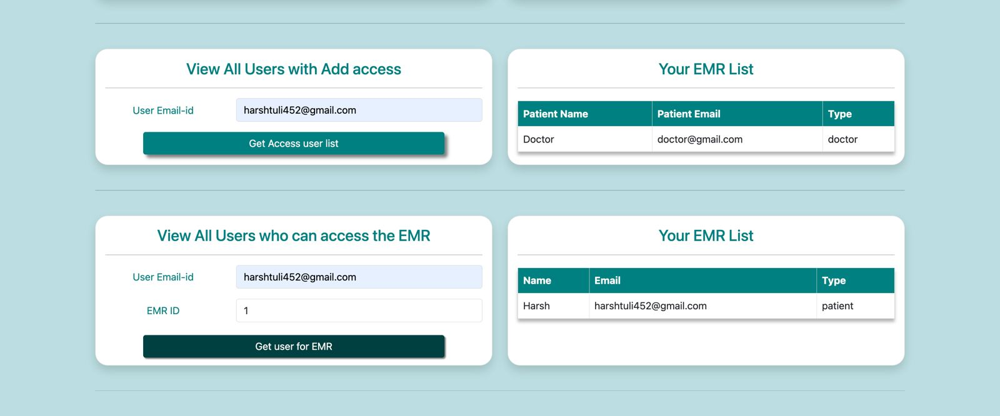 View All Users with Add access
User Email-id harshtuli452@gmail.com
Get Access user list
Your EMR List
Patient Name Patient Email Type
Doctor doctor@gmail.com doctor
View All Users who can access the EMR
User Email-id harshtuli452@gmail.com
EMR ID 1
Get user for EMR
Your EMR List
Name Email Type
Harsh harshtuli452@gmail.com patient